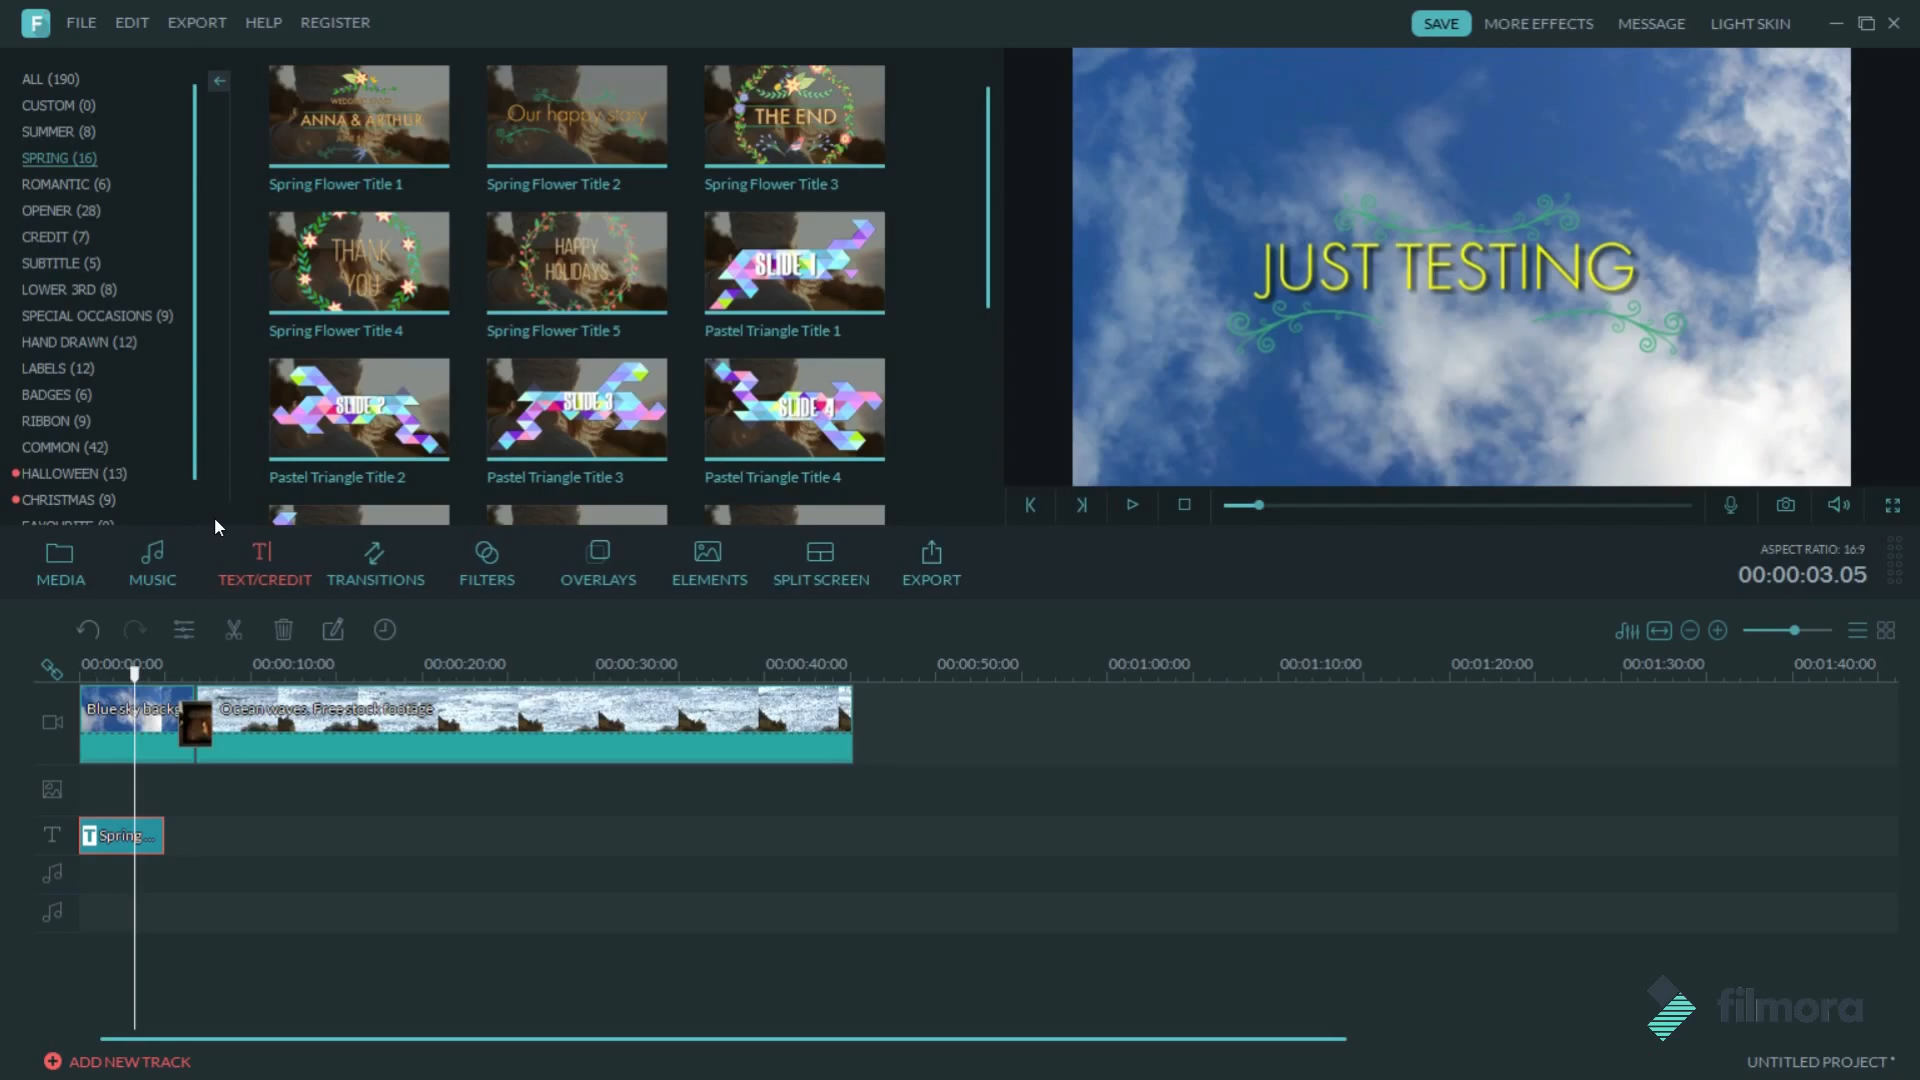 F FILE EDIT EXPORT HELP REGISTER
SAVE MORE EFFECTS MESSAGE LIGHT SKIN
ALL (190)
CUSTOM (0)
SUMMER (8)
SPRING (16)
ROMANTIC (6)
OPENER (28)
CREDIT (7)
SUBTITLE (5)
LOWER 3RD (8)
SPECIAL OCCASIONS (9)
HAND DRAWN (12)
LABELS (12)
BADGES (6)
RIBBON (9)
COMMON (42)
HALLOWEEN (13)
CHRISTMAS (9)
ANNA & ARTHUR
Our happy story
THE END
Spring Flower Title 1
Spring Flower Title 2
Spring Flower Title 3
THANK
YOU
HAPPY
HOLIDAYS
SLIDE 1
Spring Flower Title 4
Spring Flower Title 5
Pastel Triangle Title 1
SLIDE 2
SLIDE 3
SLIDE 4
Pastel Triangle Title 2
Pastel Triangle Title 3
Pastel Triangle Title 4
JUST TESTING
MEDIA MUSIC TEXT/CREDIT TRANSITIONS FILTERS OVERLAYS ELEMENTS SPLIT SCREEN EXPORT
ASPECT RATIO: 16:9
00:00:03.05
00:00:00:00 00:00:10:00 00:00:20:00 00:00:30:00 00:00:40:00 00:00:50:00 00:01:00:00 00:01:10:00 00:01:20:00 00:01:30:00 00:01:40:00
Blue sky backg
Ocean waves. Free stock footage
T Spring...
filmora
ADD NEW TRACK
UNTITLED PROJECT *